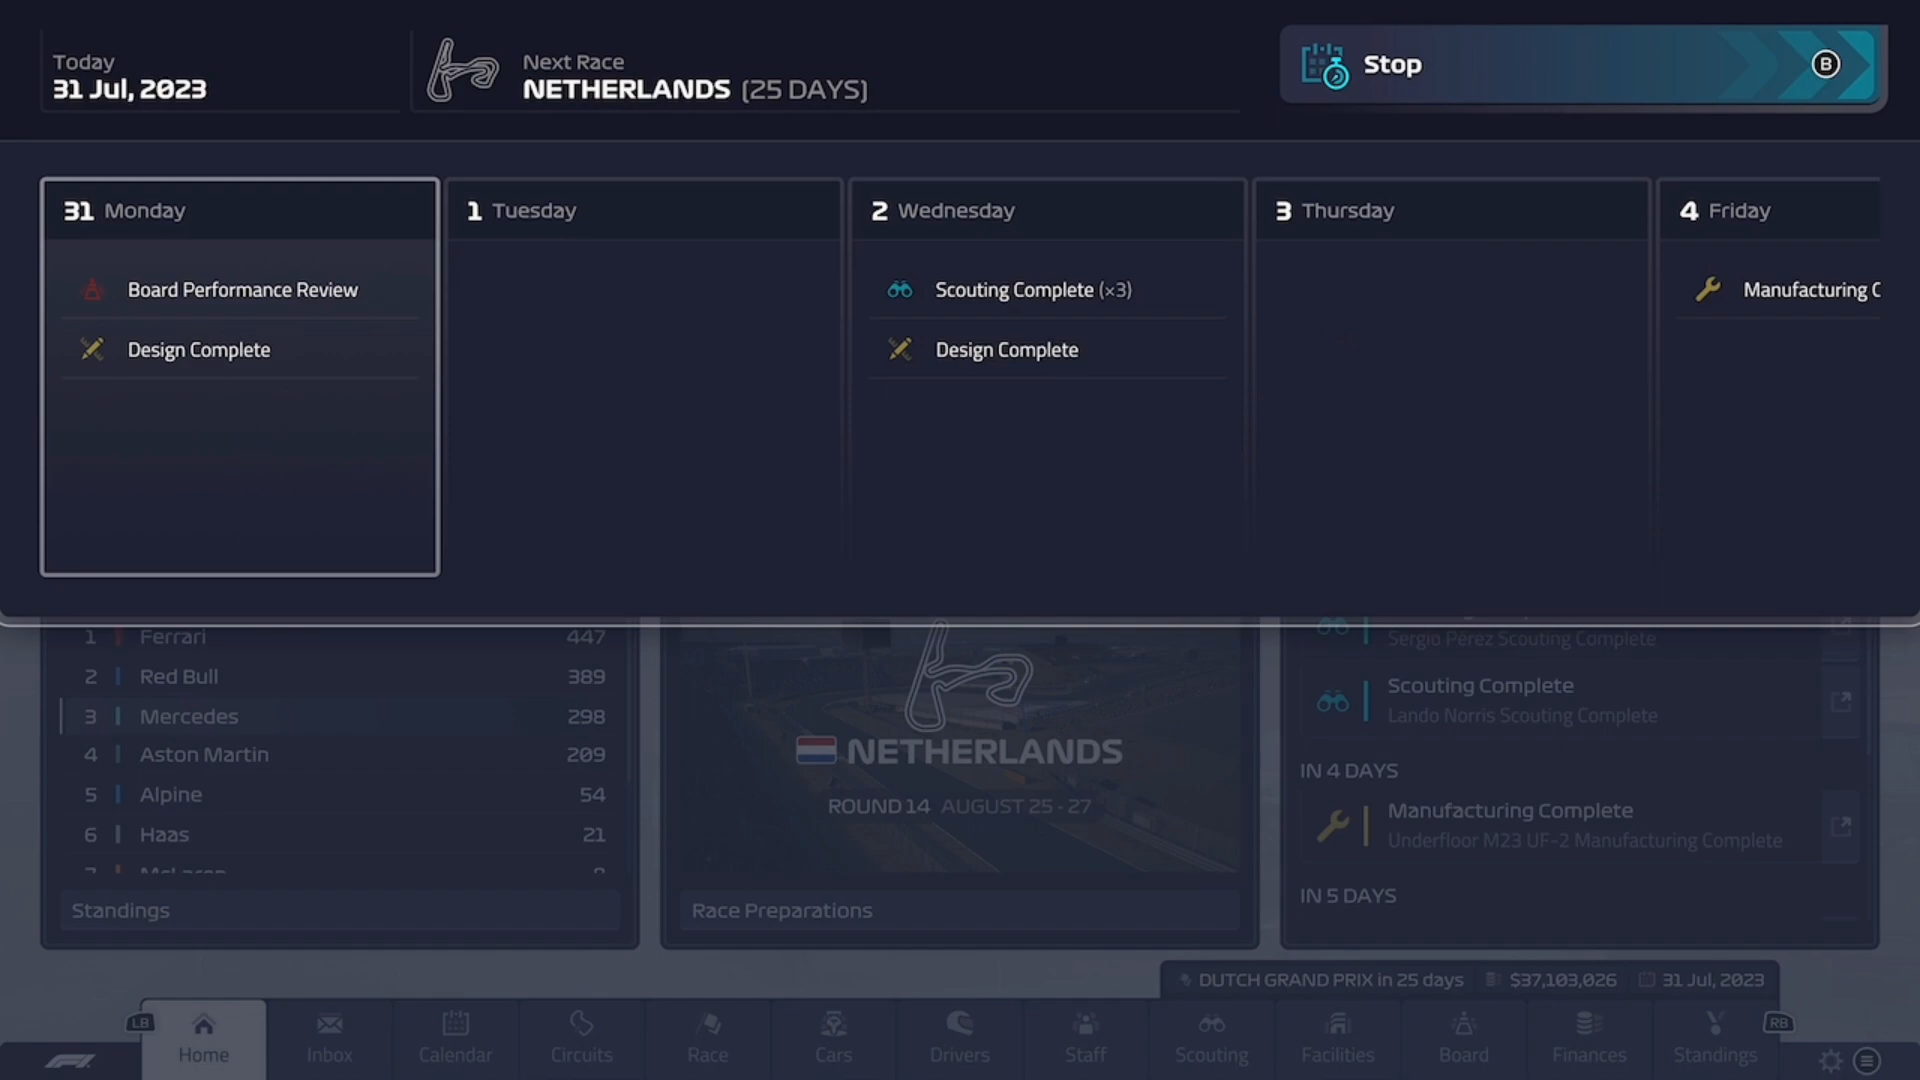 Today
31 Jul, 2023
Next Race
NETHERLANDS (25 DAYS)
Stop
B
31 Monday
Board Performance Review
Design Complete
1 Tuesday
2 Wednesday
Scouting Complete (×3)
Design Complete
3 Thursday
4 Friday
Manufacturing C
1 Ferrari 447
2 Red Bull 389
3 Mercedes 298
4 Aston Martin 209
5 Alpine 54
6 Haas 21
Standings
NETHERLANDS
ROUND 14 AUGUST 25 - 27
Race Preparations
Sergio Pérez Scouting Complete
Scouting Complete
Lando Norris Scouting Complete
IN 4 DAYS
Manufacturing Complete
Underfloor M23 UF-2 Manufacturing Complete
IN 5 DAYS
DUTCH GRAND PRIX in 25 days $37,103,026 31 Jul, 2023
LB
Home
Inbox
Calendar
Circuits
Race
Cars
Drivers
Staff
Scouting
Facilities
Board
Finances
Standings
RB